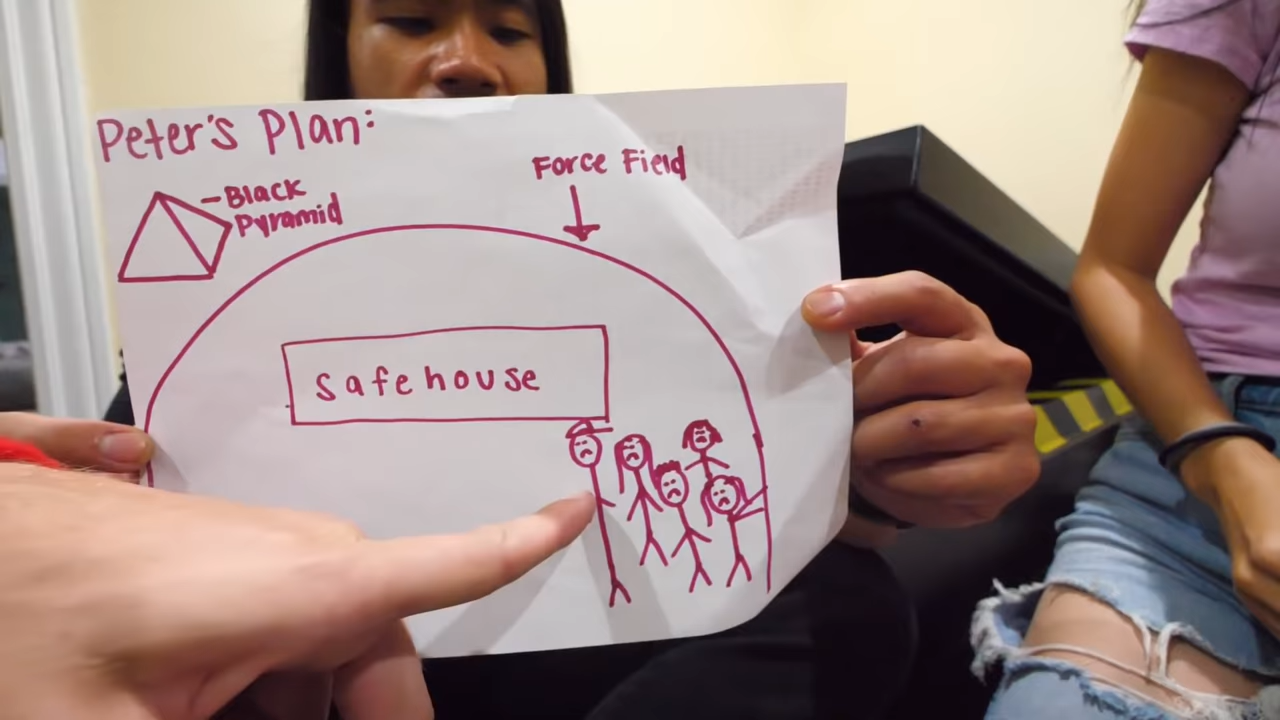 Peter's Plan:
Force Field
-Black
Pyramid
safehouse